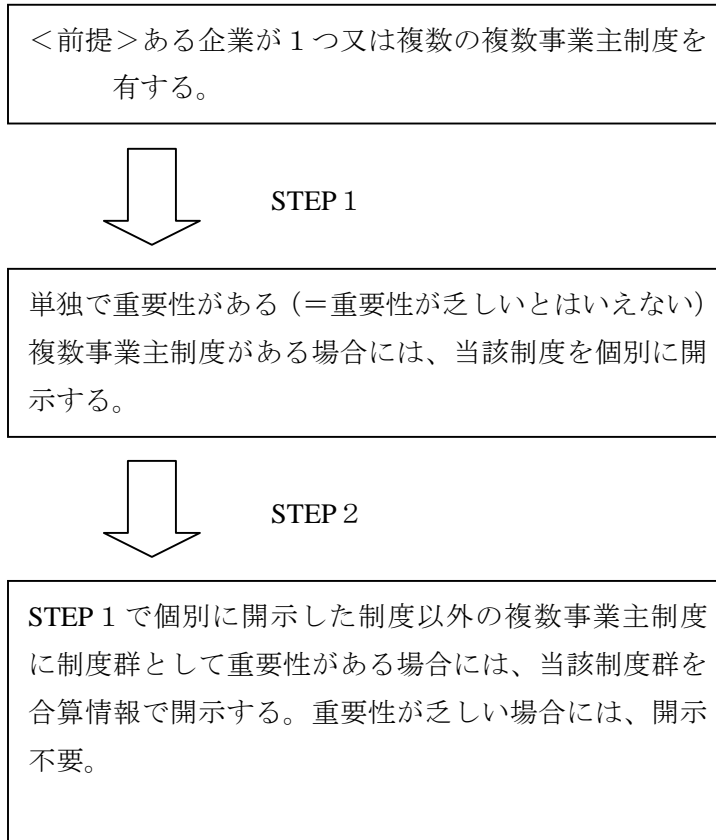 ＜前提＞ある企業が１つ又は複数の複数事業主制度を
有する。
STEP１
単独で重要性がある（＝重要性が乏しいとはいえない）
複数事業主制度がある場合には、当該制度を個別に開
示する。
STEP２
STEP１で個別に開示した制度以外の複数事業主制度
に制度群として重要性がある場合には、当該制度群を
合算情報で開示する。重要性が乏しい場合には、開示
不要。